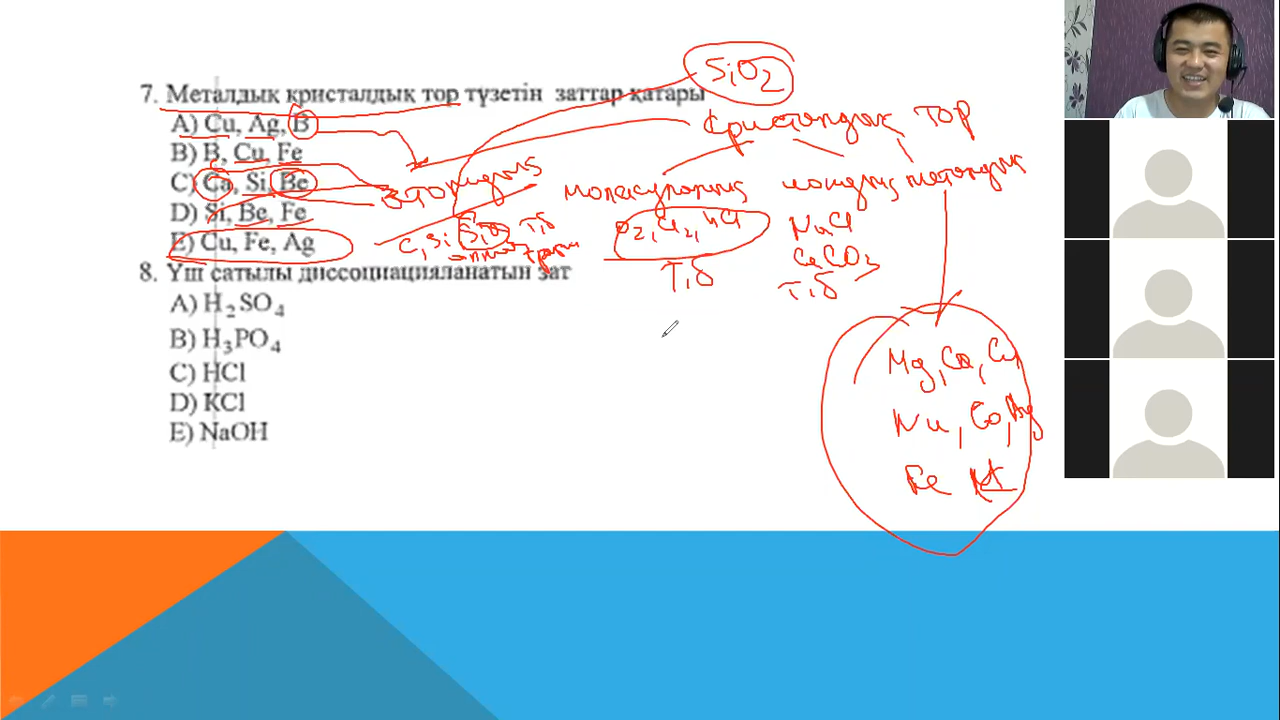 7. Металдық кристалдық тор түзетін заттар қатары
A) Cu, Ag, B
B) B, Cu, Fe
C) Ca, Si, Be
D) Si, Be, Fe
E) Cu, Fe, Ag
8. Үш сатылы диссоциацияланатын зат
A) H₂SO₄
B) H₃PO₄
C) HCl
D) KCl
E) NaOH
SiO₂
Кристалдық тор
атомдық молекулалық иондық металдық
C, Si, SiO₂ т,б
алмаз
O₂, Cl₂, HCl
т,б
NaCl
CaCO₃
т,б
Mg, Ca, Cu
Co, Ag
Fe